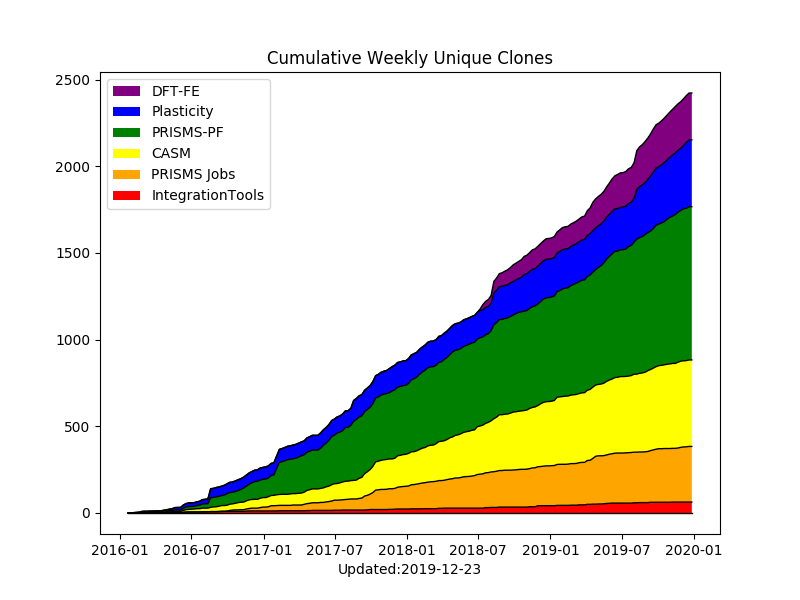 Cumulative Weekly Unique Clones
2500
2000
1500
1000
500
0
DFT-FE
Plasticity
PRISMS-PF
CASM
PRISMS Jobs
IntegrationTools
2016-01 2016-07 2017-01 2017-07 2018-01 2018-07 2019-01 2019-07 2020-01
Updated:2019-12-23